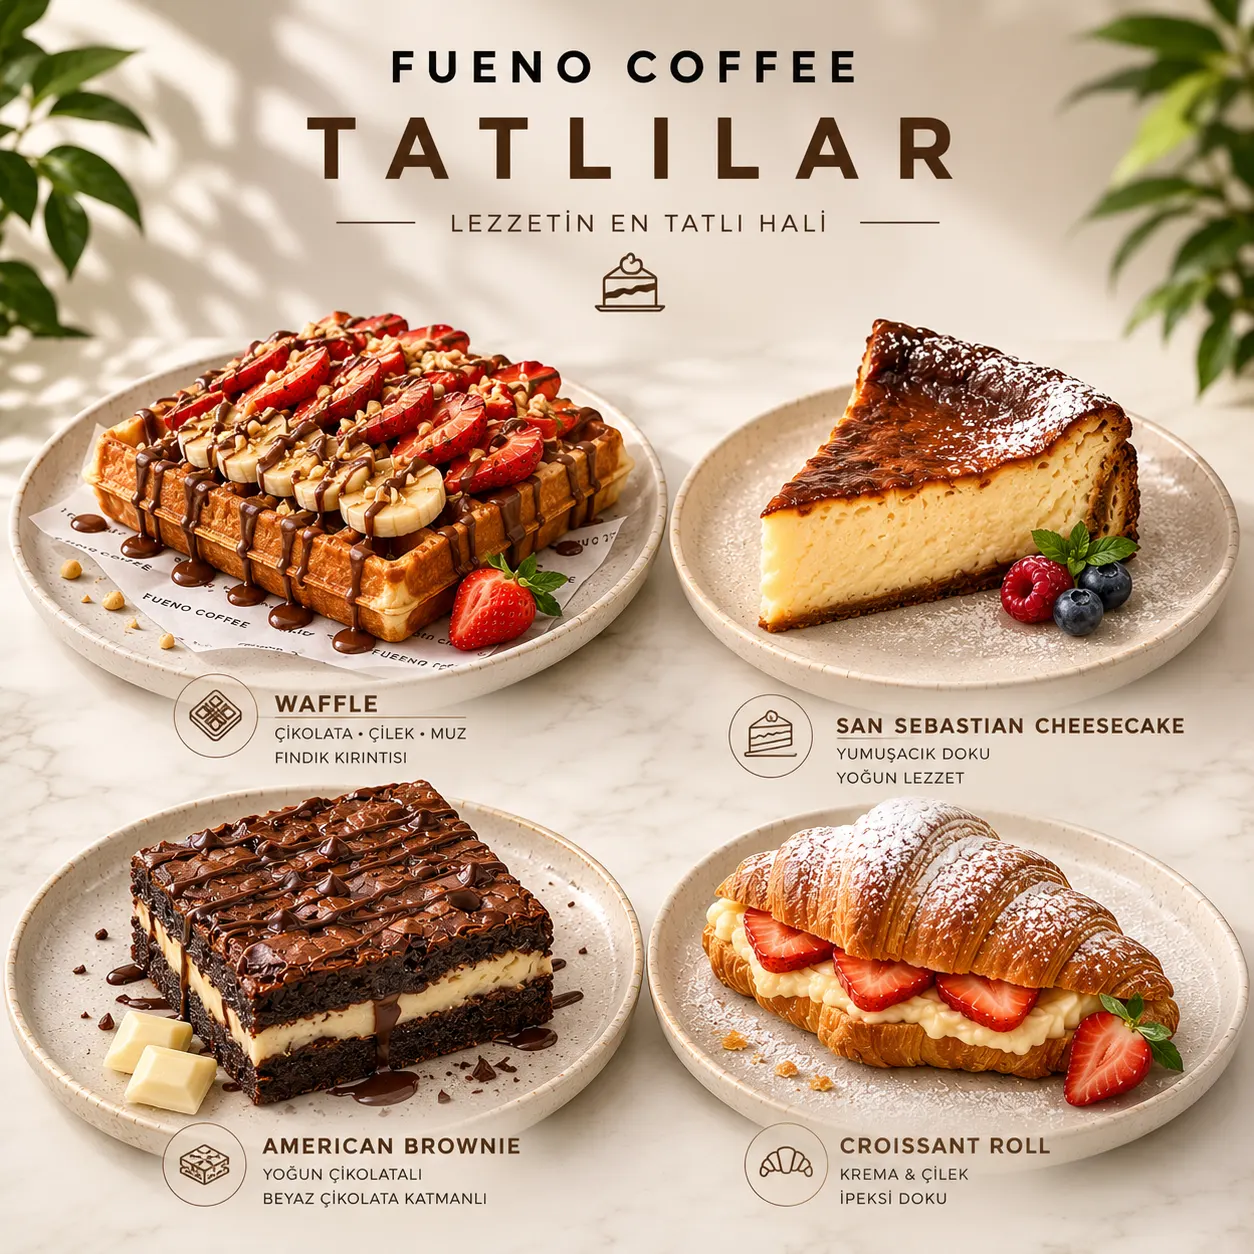 FUENO COFFEE
TATLILAR
LEZZETİN EN TATLI HALİ
FUENO COFFEE
WAFFLE
ÇİKOLATA • ÇİLEK • MUZ
FINDIK KIRINTISI
SAN SEBASTIAN CHEESECAKE
YUMUŞACIK DOKU
YOĞUN LEZZET
AMERICAN BROWNIE
YOĞUN ÇİKOLATALI
BEYAZ ÇİKOLATA KATMANLI
CROISSANT ROLL
KREMA & ÇİLEK
İPEKSİ DOKU